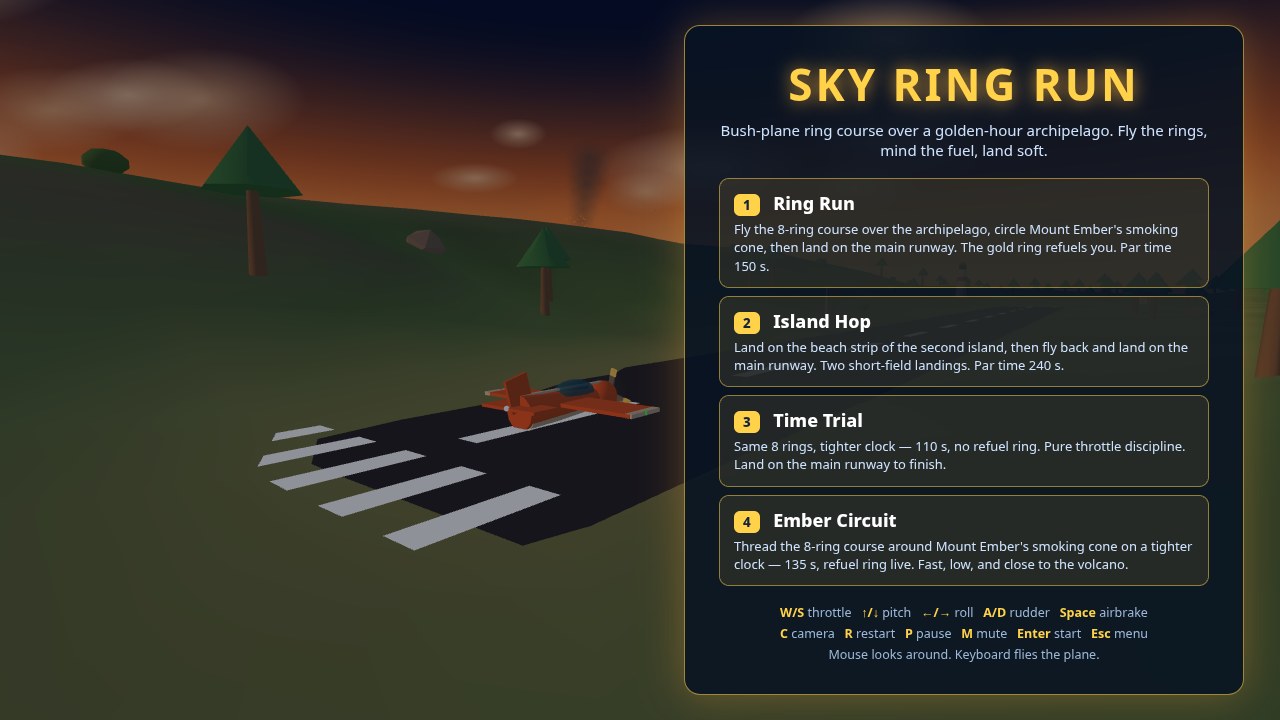 SKY RING RUN
Bush-plane ring course over a golden-hour archipelago. Fly the rings,
mind the fuel, land soft.
1 Ring Run
Fly the 8-ring course over the archipelago, circle Mount Ember's smoking
cone, then land on the main runway. The gold ring refuels you. Par time
150 s.
2 Island Hop
Land on the beach strip of the second island, then fly back and land on the
main runway. Two short-field landings. Par time 240 s.
3 Time Trial
Same 8 rings, tighter clock — 110 s, no refuel ring. Pure throttle discipline.
Land on the main runway to finish.
4 Ember Circuit
Thread the 8-ring course around Mount Ember's smoking cone on a tighter
clock — 135 s, refuel ring live. Fast, low, and close to the volcano.
W/S throttle ↑/↓ pitch ←/→ roll A/D rudder Space airbrake
C camera R restart P pause M mute Enter start Esc menu
Mouse looks around. Keyboard flies the plane.